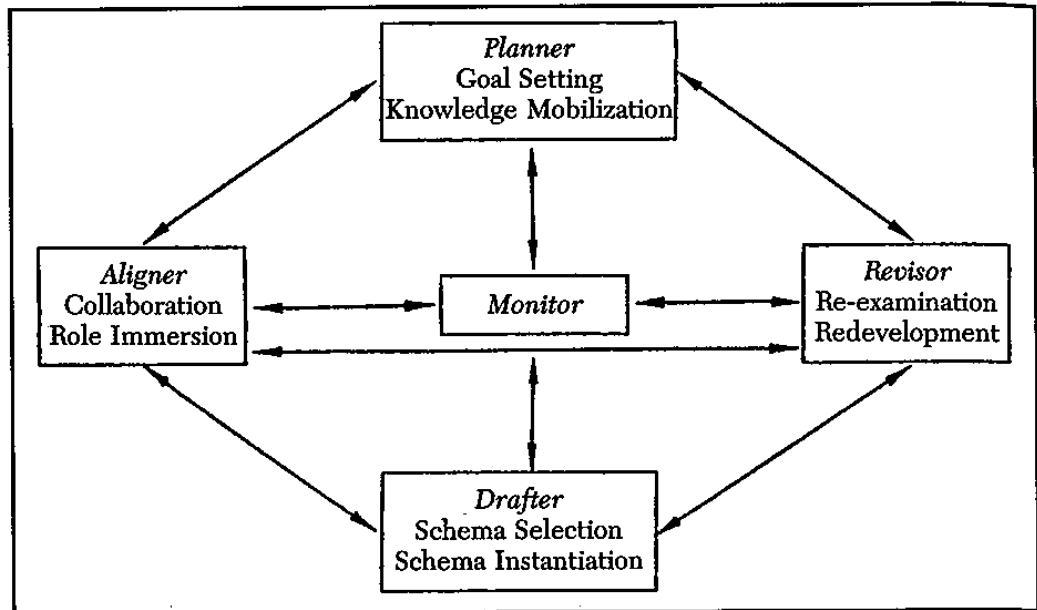 Planner
Goal Setting
Knowledge Mobilization
Aligner
Collaboration
Role Immersion
Monitor
Revisor
Re-examination
Redevelopment
Drafter
Schema Selection
Schema Instantiation